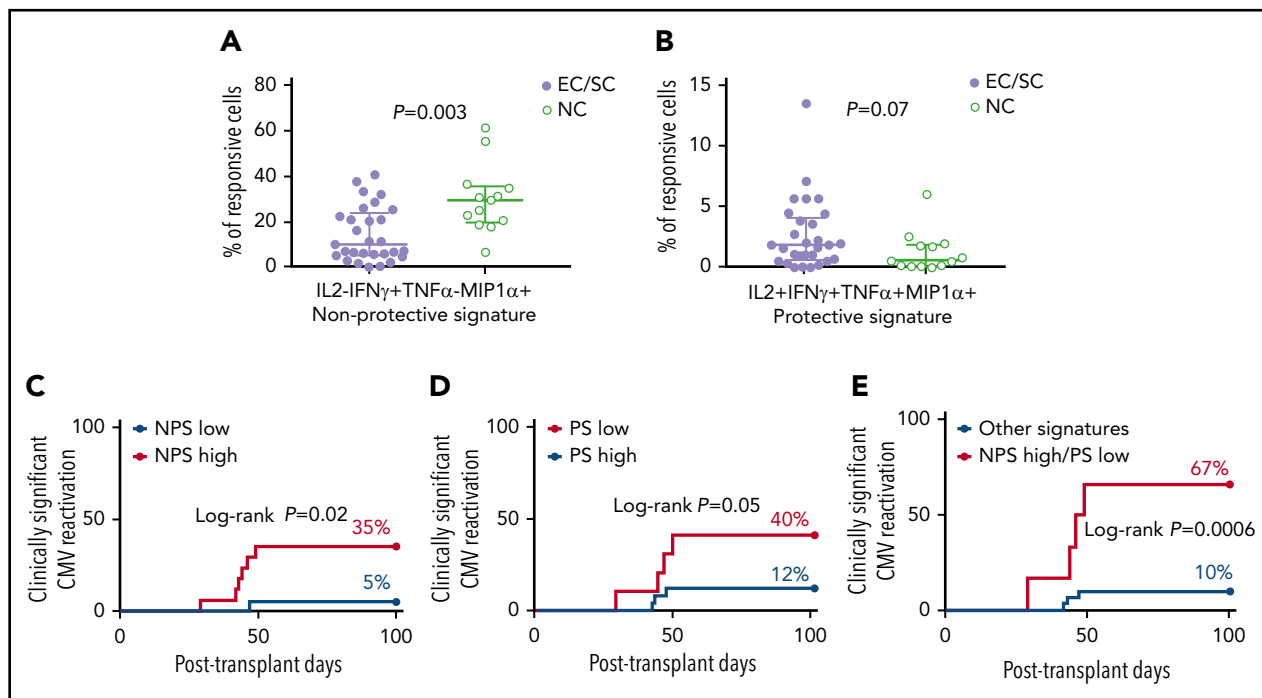 A
% of responsive cells
80
60
40
20
0
P=0.003
EC/SC
NC
IL2-IFNγ+TNFα-MIP1α+
Non-protective signature
B
% of responsive cells
15
10
5
0
P=0.07
EC/SC
NC
IL2+IFNγ+TNFα+MIP1α+
Protective signature
C
Clinically significant
CMV reactivation
100
50
0
NPS low
NPS high
Log-rank P=0.02
35%
5%
0
50
100
Post-transplant days
D
Clinically significant
CMV reactivation
100
50
0
PS low
PS high
Log-rank P=0.05
40%
12%
0
50
100
Post-transplant days
E
Clinically significant
CMV reactivation
100
50
0
Other signatures
NPS high/PS low
67%
Log-rank P=0.0006
10%
0
50
100
Post-transplant days